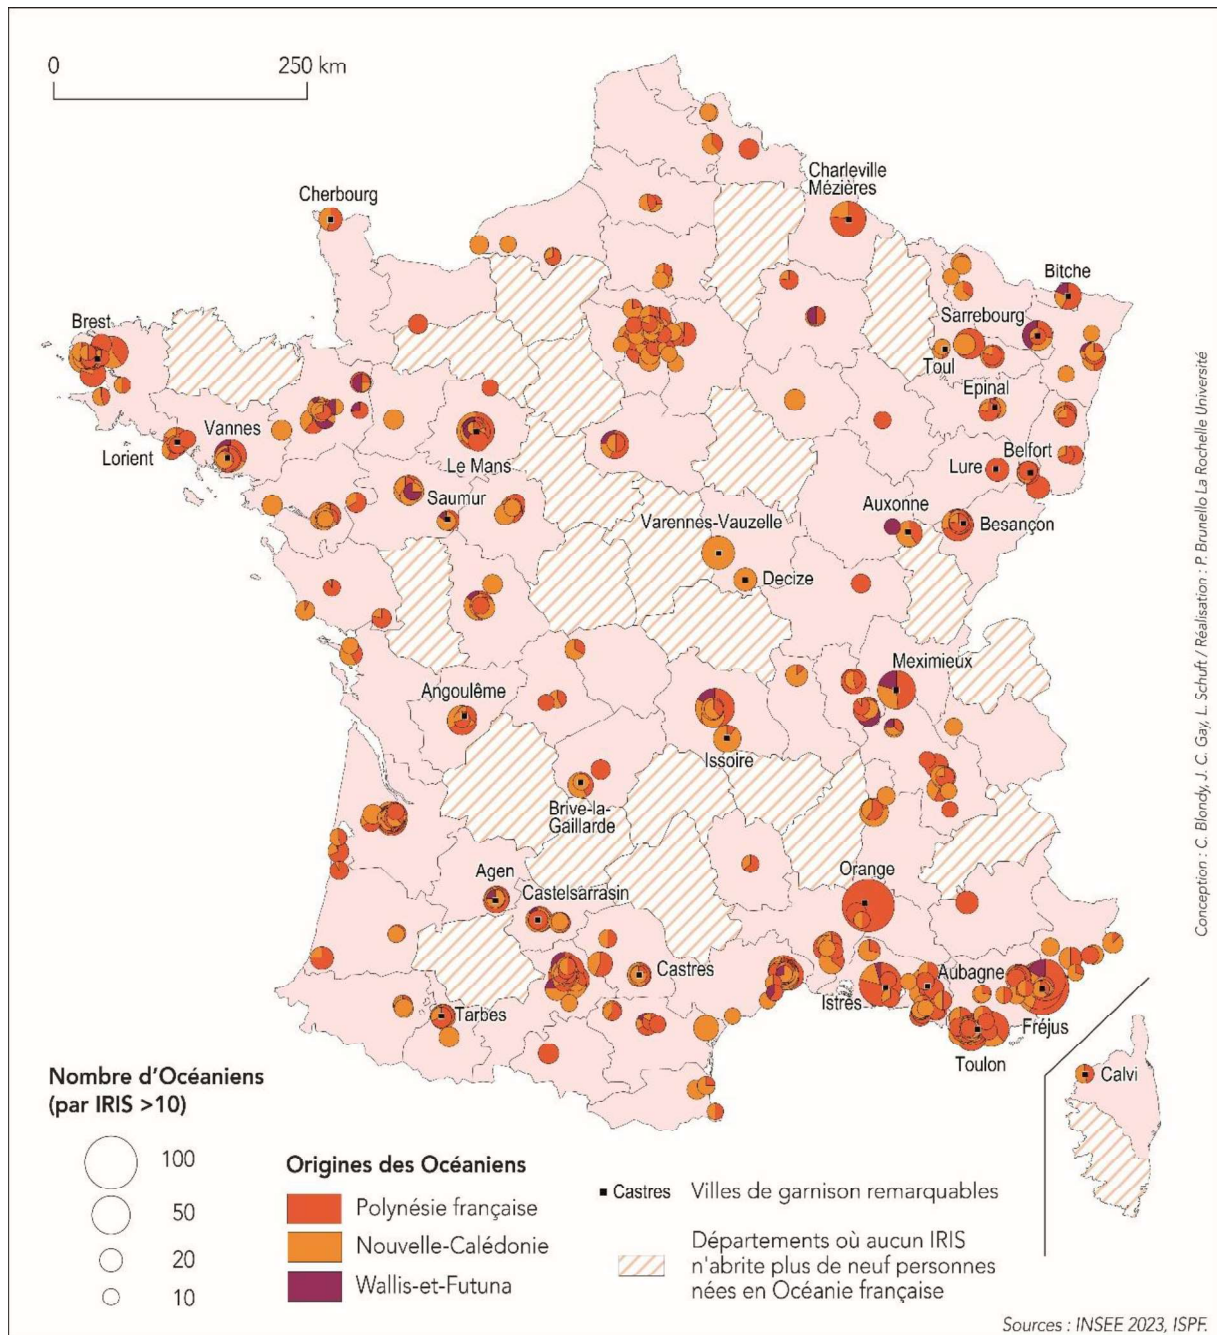 0 250 km
Charleville
Mézières
Cherbourg
Bitche
Brest
Sarrebourg
Toul
Epinal
Vannes
Lorient
Le Mans
Lure
Belfort
Saumur
Auxonne
Varennes-Vauzelle
Besançon
Decize
Meximieux
Angoulême
Issoire
Brive-la-
Gaillarde
Orange
Agen
Castelsarrasin
Castres
Aubagne
Istres
Tarbes
Fréjus
Toulon
Calvi
Nombre d'Océaniens
(par IRIS >10)
100
50
20
10
Origines des Océaniens
Polynésie française
Nouvelle-Calédonie
Wallis-et-Futuna
Castres Villes de garnison remarquables
Départements où aucun IRIS
n'abrite plus de neuf personnes
nées en Océanie française
Sources : INSEE 2023, ISPF.
Conception : C. Blondy, J. C. Gay, L. Schuft / Réalisation : P. Brunello La Rochelle Université